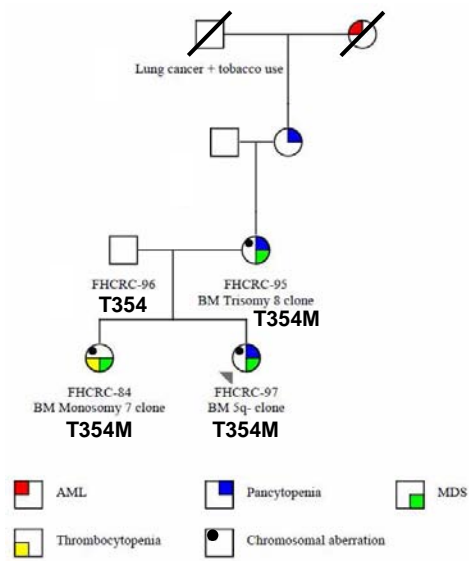 Lung cancer + tobacco use
FHCRC-96
T354
FHCRC-95
BM Trisomy 8 clone
T354M
FHCRC-84
BM Monosomy 7 clone
T354M
FHCRC-97
BM 5q- clone
T354M
AML
Pancytopenia
MDS
Thrombocytopenia
Chromosomal aberration